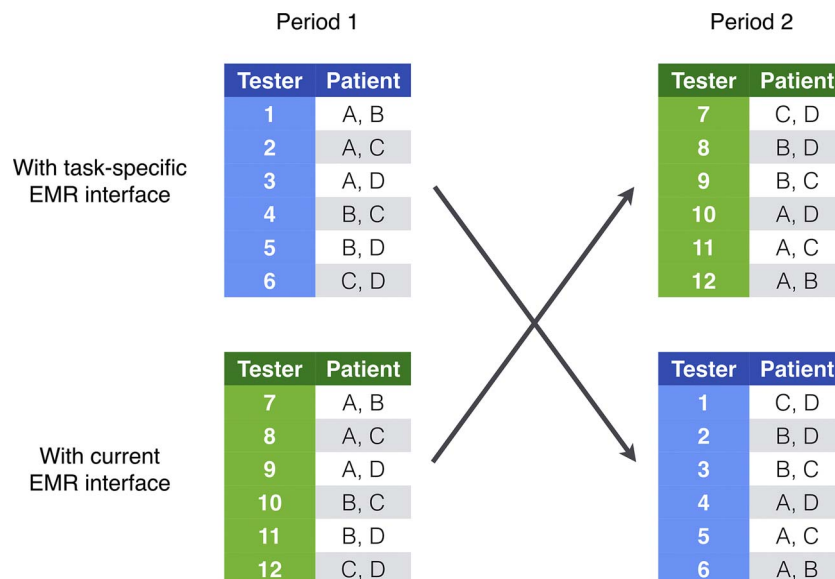 Period 1
Period 2
With task-specific
EMR interface
Tester Patient
1 A, B
2 A, C
3 A, D
4 B, C
5 B, D
6 C, D
Tester Patient
7 C, D
8 B, D
9 B, C
10 A, D
11 A, C
12 A, B
With current
EMR interface
Tester Patient
7 A, B
8 A, C
9 A, D
10 B, C
11 B, D
12 C, D
Tester Patient
1 C, D
2 B, D
3 B, C
4 A, D
5 A, C
6 A, B